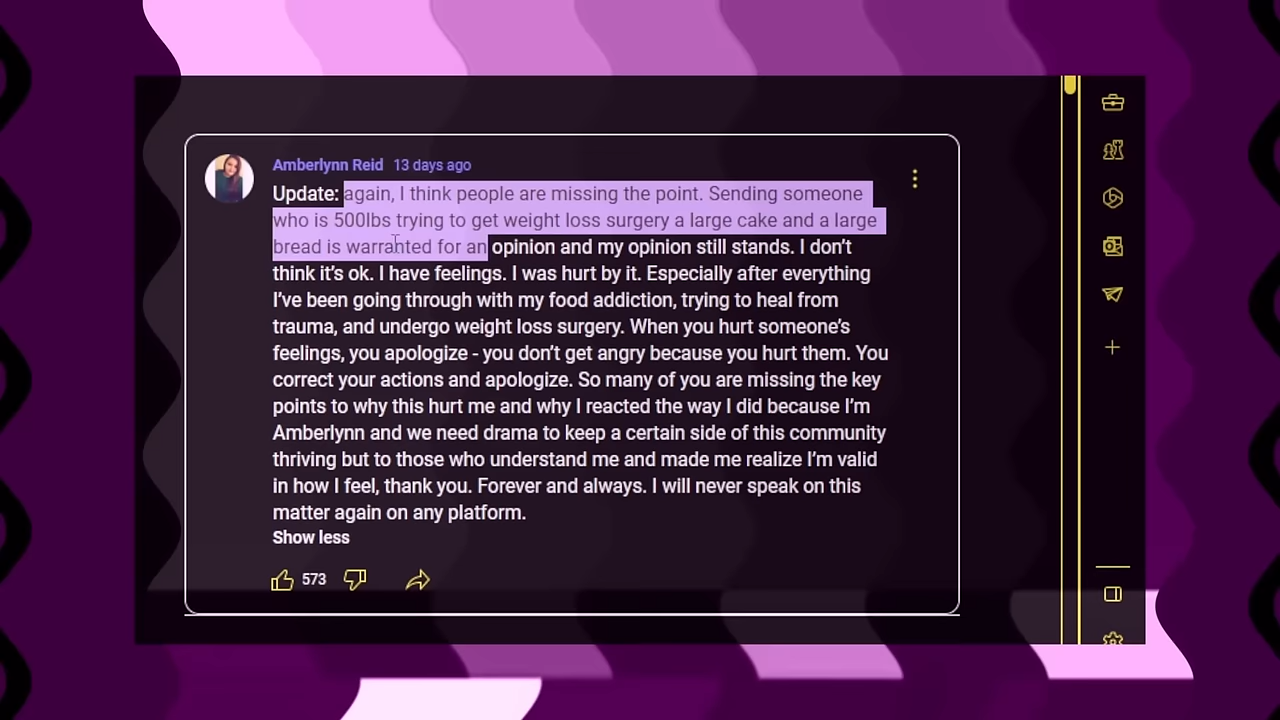 Amberlynn Reid 13 days ago
Update: again, I think people are missing the point. Sending someone
who is 500lbs trying to get weight loss surgery a large cake and a large
bread is warranted for an opinion and my opinion still stands. I don’t
think it’s ok. I have feelings. I was hurt by it. Especially after everything
I’ve been going through with my food addiction, trying to heal from
trauma, and undergo weight loss surgery. When you hurt someone’s
feelings, you apologize - you don’t get angry because you hurt them. You
correct your actions and apologize. So many of you are missing the key
points to why this hurt me and why I reacted the way I did because I’m
Amberlynn and we need drama to keep a certain side of this community
thriving but to those who understand me and made me realize I’m valid
in how I feel, thank you. Forever and always. I will never speak on this
matter again on any platform.
Show less
573